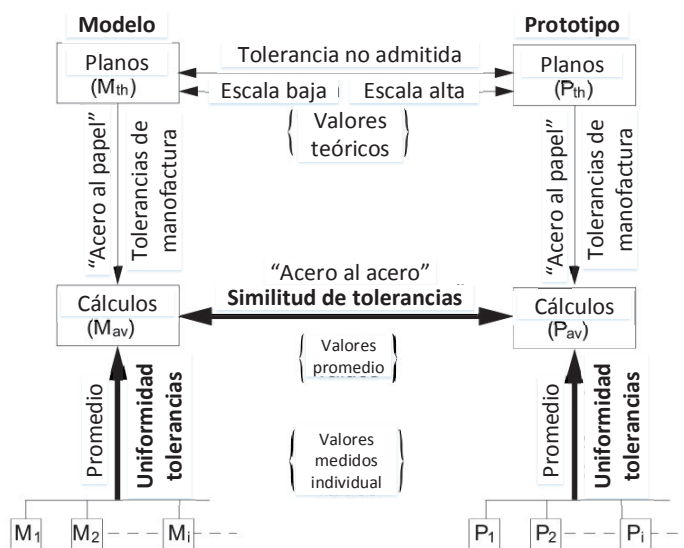 Modelo
Prototipo
Planos
(Mth)
Tolerancia no admitida
Escala baja
Escala alta
Planos
(Pth)
Valores
teóricos
“Acero al papel”
Tolerancias de
manofactura
“Acero al papel”
Tolerancias de
manofactura
“Acero al acero”
Similitud de tolerancias
Cálculos
(Mav)
Cálculos
(Pav)
Valores
promedio
Promedio
Uniformidad
tolerancias
Valores
medidos
individual
Promedio
Uniformidad
tolerancias
M1 M2 Mi
P1 P2 Pi